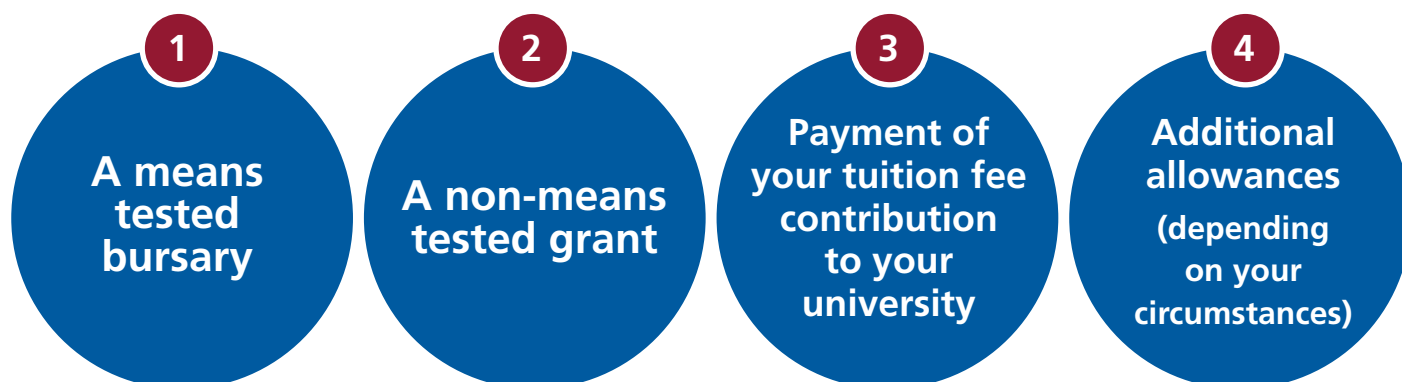 1
A means
tested
bursary
2
A non-means
tested grant
3
Payment of
your tuition fee
contribution
to your
university
4
Additional
allowances
(depending
on your
circumstances)